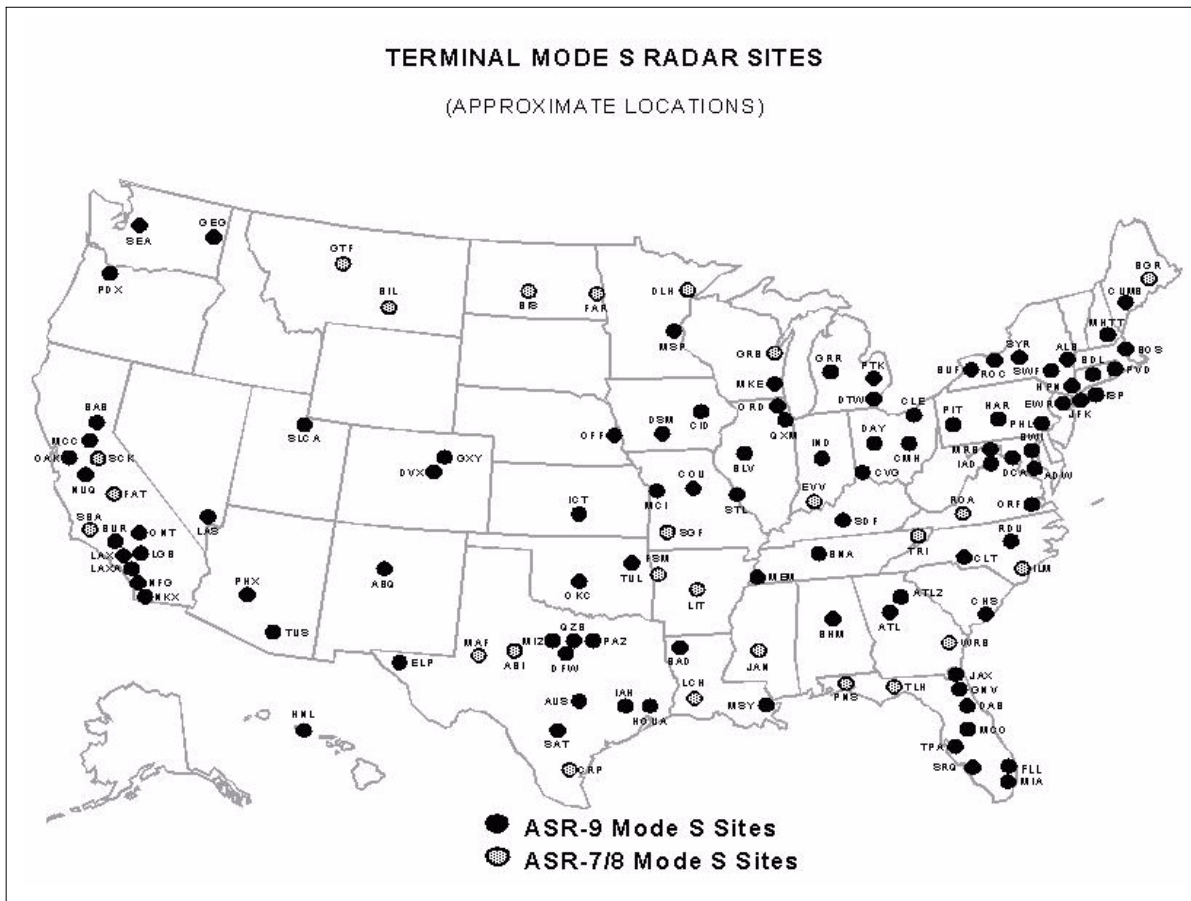 TERMINAL MODE S RADAR SITES
(APPROXIMATE LOCATIONS)
SEA
GEG
PDX
GTF
BIL
BIS
FAR
DLH
MSP
GRB
MKE
GRR
PTK
DTW
ORD
QXM
BGR
CUMB
MHTT
BOS
ALB
SYR
ROC
BUF
SWF
BDL
PVD
HPN
ISP
JFK
EWR
PHL
HAR
PIT
CLE
CMH
DAY
CVG
IND
EVV
SDF
BLV
STL
CID
DSM
OFF
COU
MCI
SGF
ICT
GXY
DVX
SLCA
BAB
MCC
OAK
SCK
NUQ
FAT
SBA
BUR
ONT
LAX
LGB
LAXA
NFG
NKX
LAS
PHX
TUS
ABQ
ELP
MAF
ABI
MIZ
QZB
PAZ
DFW
OKC
TUL
FSM
LIT
MEM
BNA
TRI
ROA
MRB
IAD
DCA
BWI
ADW
ORF
RDU
CLT
ILM
CHS
ATLZ
ATL
WRB
BHM
JAN
BAD
LCH
MSY
PNS
TLH
JAX
GNV
DAB
MCO
TPA
SRQ
FLL
MIA
AUS
IAH
HOUA
SAT
CRP
HNL
ASR-9 Mode S Sites
ASR-7/8 Mode S Sites